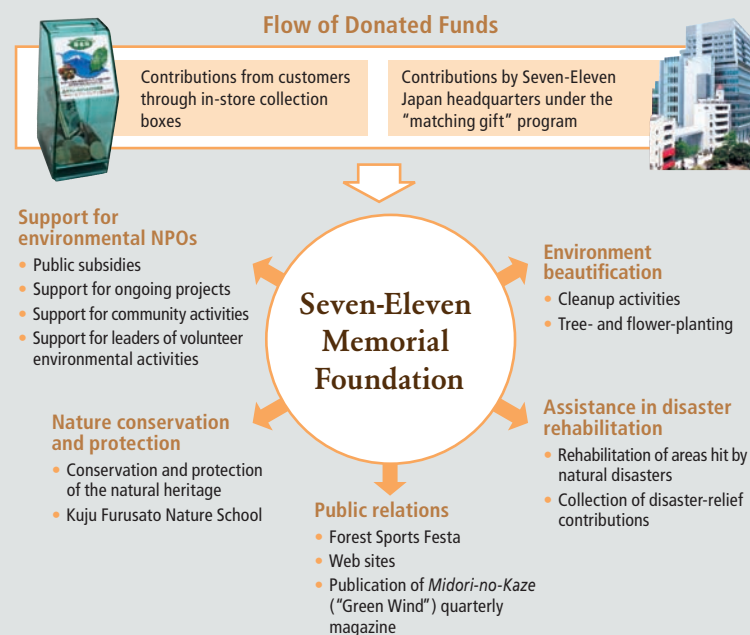 Flow of Donated Funds
Contributions from customers
through in-store collection
boxes
Contributions by Seven-Eleven
Japan headquarters under the
“matching gift” program
Support for
environmental NPOs
• Public subsidies
• Support for ongoing projects
• Support for community activities
• Support for leaders of volunteer
environmental activities
Seven-Eleven
Memorial
Foundation
Environment
beautification
• Cleanup activities
• Tree- and flower-planting
Nature conservation
and protection
• Conservation and protection
of the natural heritage
• Kuju Furusato Nature School
Public relations
• Forest Sports Festa
• Web sites
• Publication of Midori-no-Kaze
(“Green Wind”) quarterly
magazine
Assistance in disaster
rehabilitation
• Rehabilitation of areas hit by
natural disasters
• Collection of disaster-relief
contributions